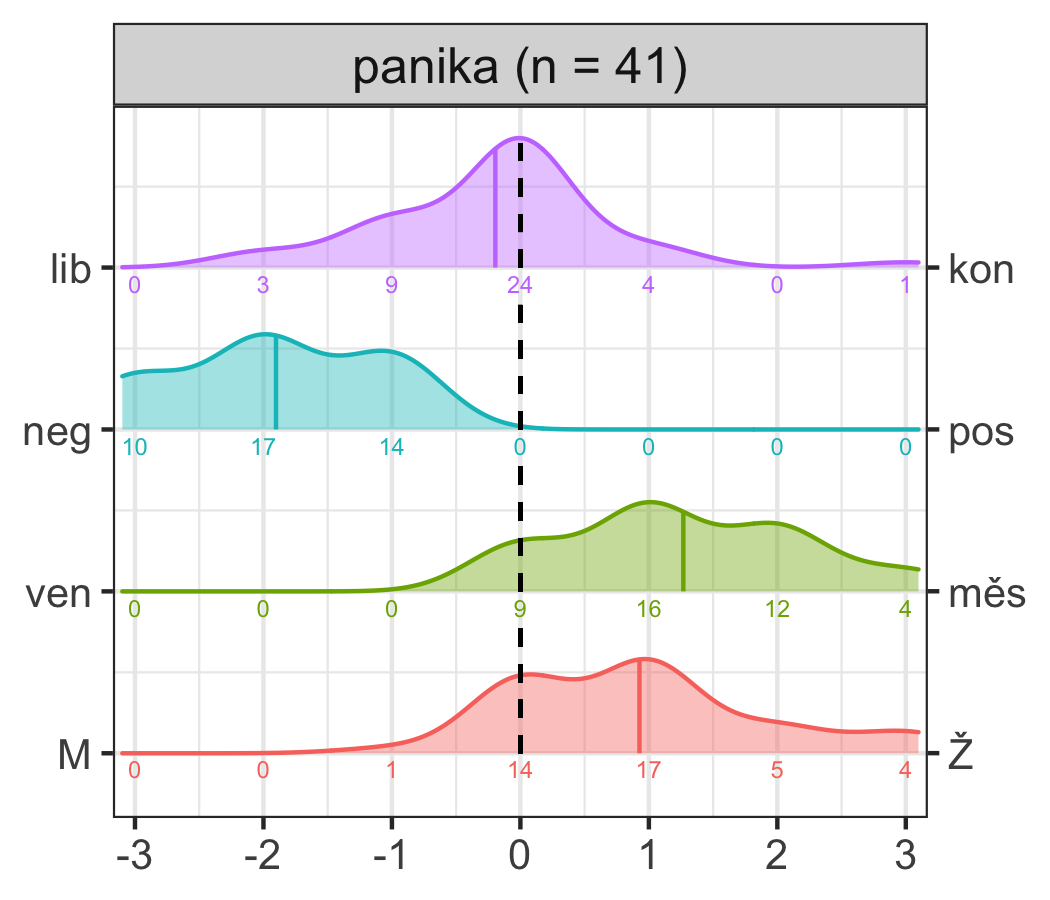 panika (n = 41)
lib kon
0 3 9 24 4 0 1
neg pos
10 17 14 0 0 0 0
ven měs
0 0 0 9 16 12 4
M Ž
0 0 1 14 17 5 4
-3 -2 -1 0 1 2 3